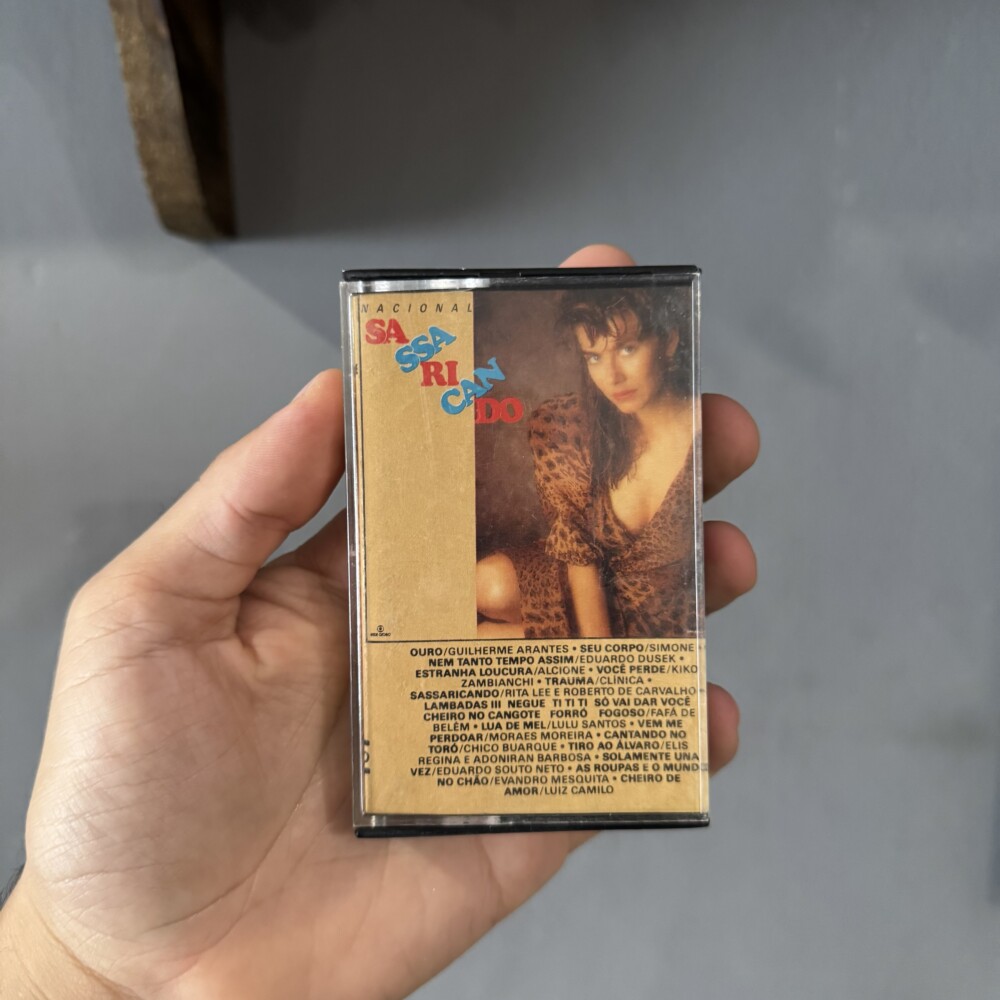 NACIONAL
SA
SSA
RI
CAN
DO
OURO/GUILHERME ARANTES • SEU CORPO/SIMONE •
NEM TANTO TEMPO ASSIM/EDUARDO DUSEK •
ESTRANHA LOUCURA/ALCIONE • VOCÊ PERDE/KIKO
ZAMBIANCHI • TRAUMA/CLÍNICA •
SASSARICANDO/RITA LEE E ROBERTO DE CARVALHO •
LAMBADAS III NEGUE TI TI TI SÓ VAI DAR VOCÊ
CHEIRO NO CANGOTE FORRÓ FOGOSO/FAFÁ DE
BELÉM • LUA DE MEL/LULU SANTOS • VEM ME
PERDOAR/MORAES MOREIRA • CANTANDO NO
TORÓ/CHICO BUARQUE • TIRO AO ÁLVARO/ELIS
REGINA E ADONIRAN BARBOSA • SOLAMENTE UNA
VEZ/EDUARDO SOUTO NETO • AS ROUPAS E O MUNDO
NO CHÃO/EVANDRO MESQUITA • CHEIRO DE
AMOR/LUIZ CAMILO